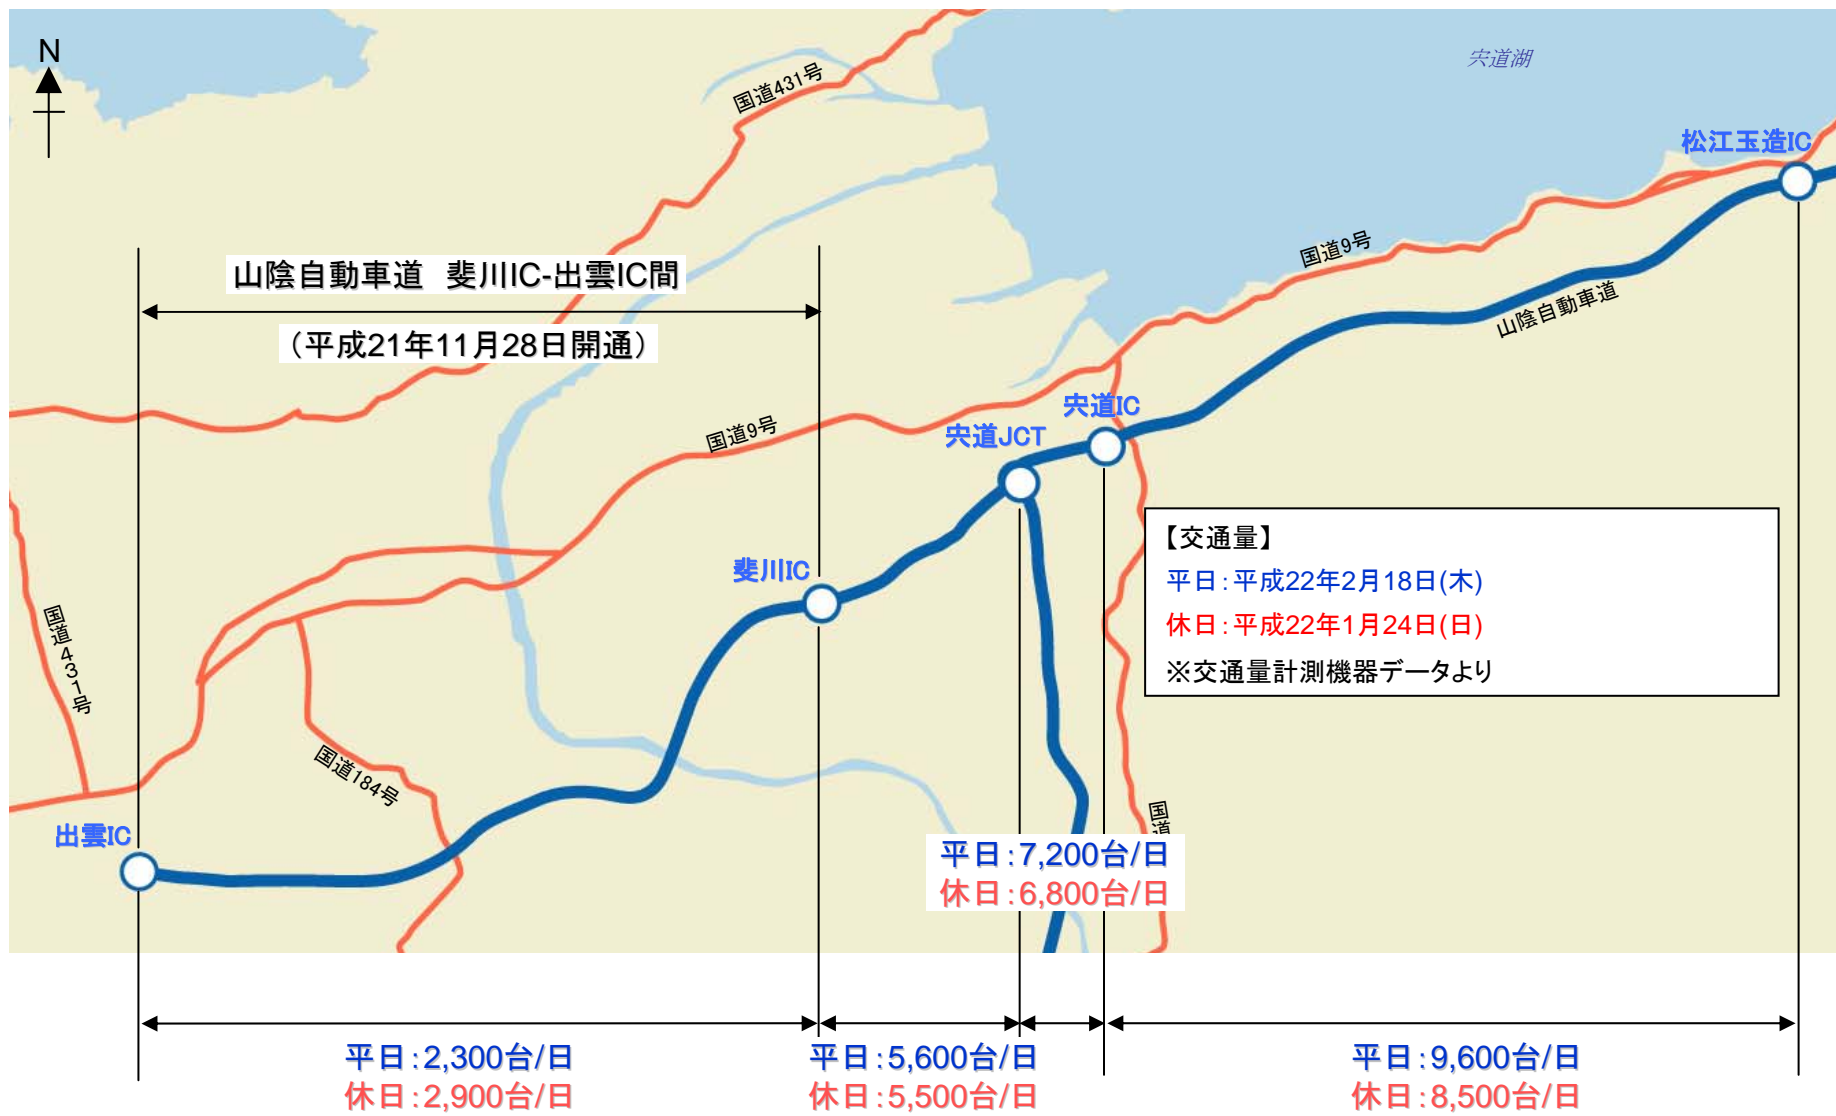 N
宍道湖
国道431号
松江玉造IC
国道9号
山陰自動車道 斐川IC-出雲IC間
（平成21年11月28日開通）
山陰自動車道
宍道IC
国道9号
宍道JCT
【交通量】
平日：平成22年2月18日(木)
休日：平成22年1月24日(日)
※交通量計測機器データより
斐川IC
国道431号
国道184号
国道
出雲IC
平日：7,200台/日
休日：6,800台/日
平日：2,300台/日
休日：2,900台/日
平日：5,600台/日
休日：5,500台/日
平日：9,600台/日
休日：8,500台/日